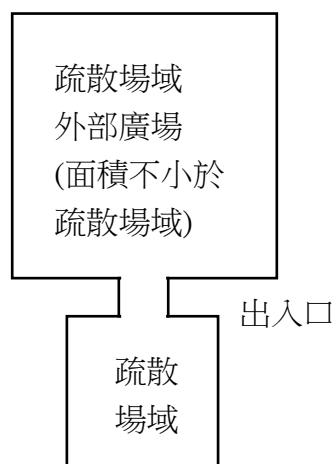 疏散場域
外部廣場
(面積不小於
疏散場域)
出入口
疏散
場域